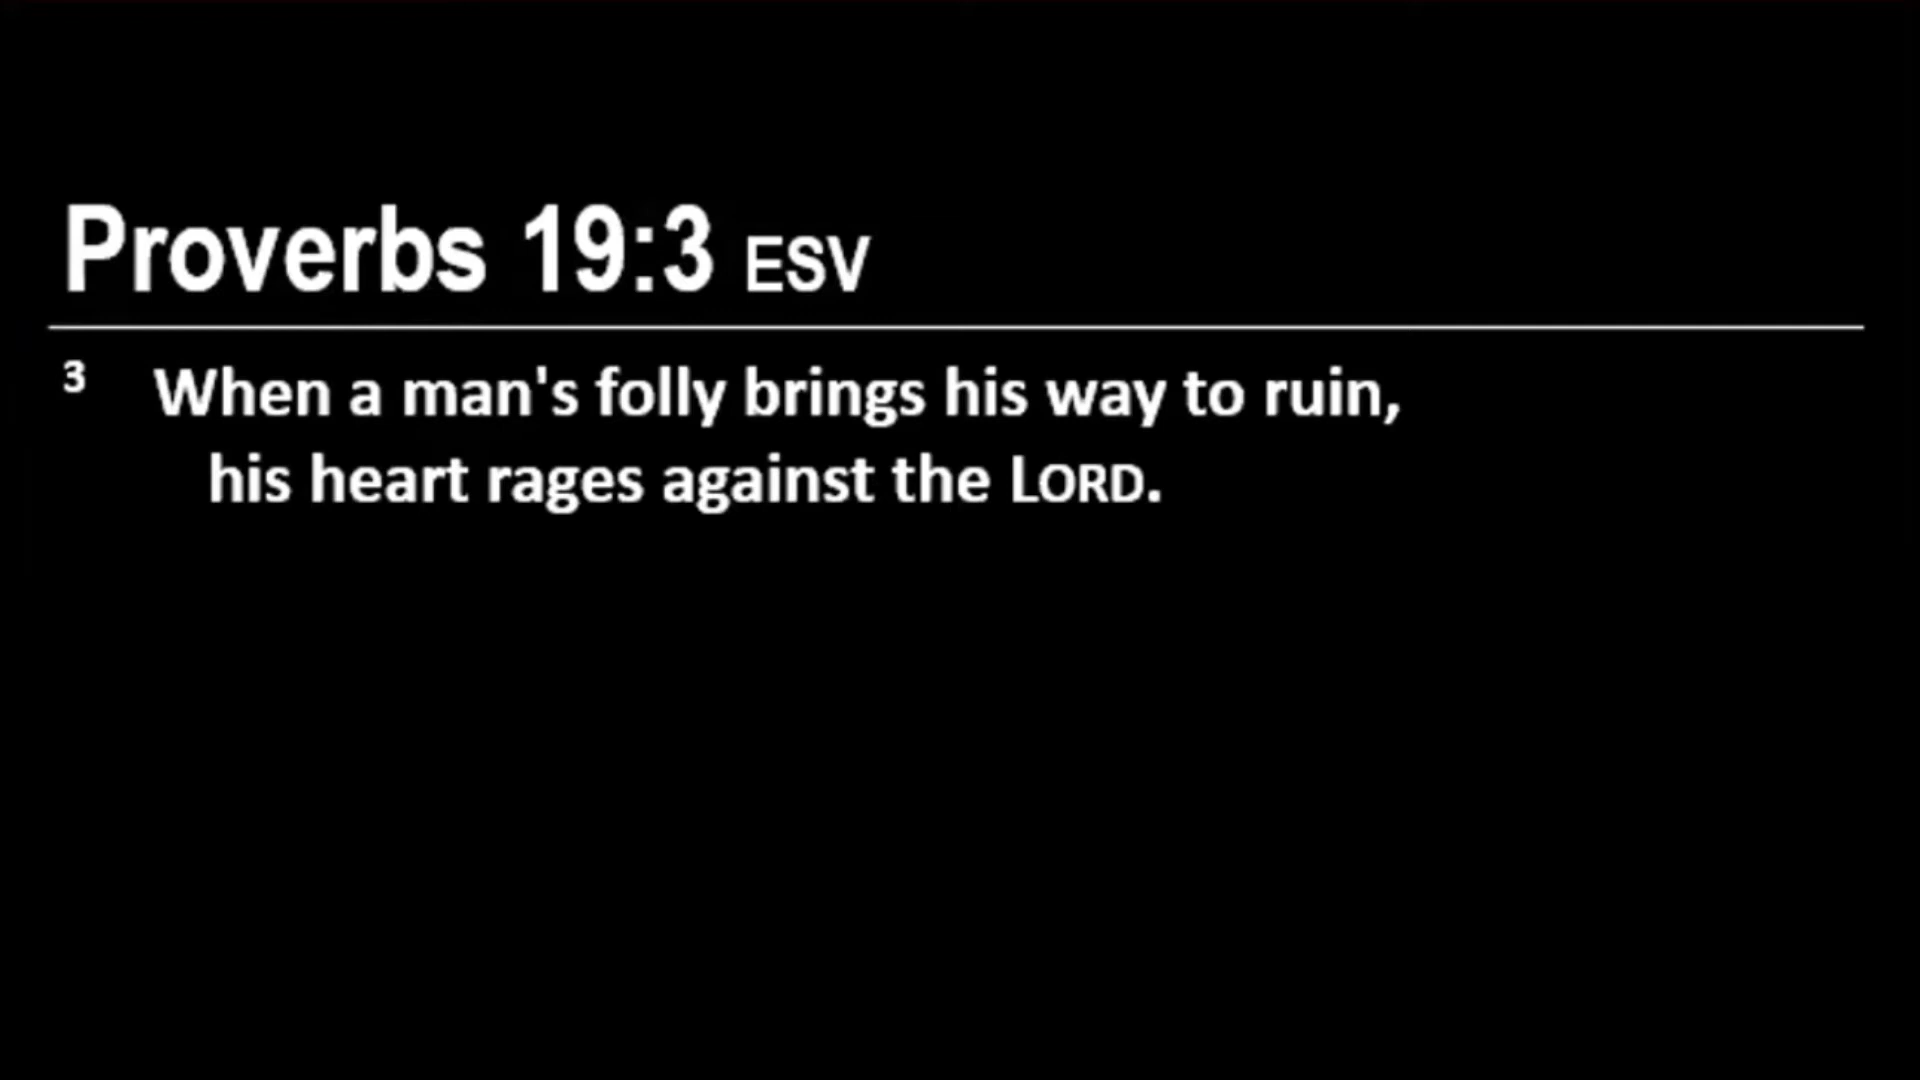 Proverbs 19:3 ESV
3 When a man's folly brings his way to ruin,
his heart rages against the LORD.